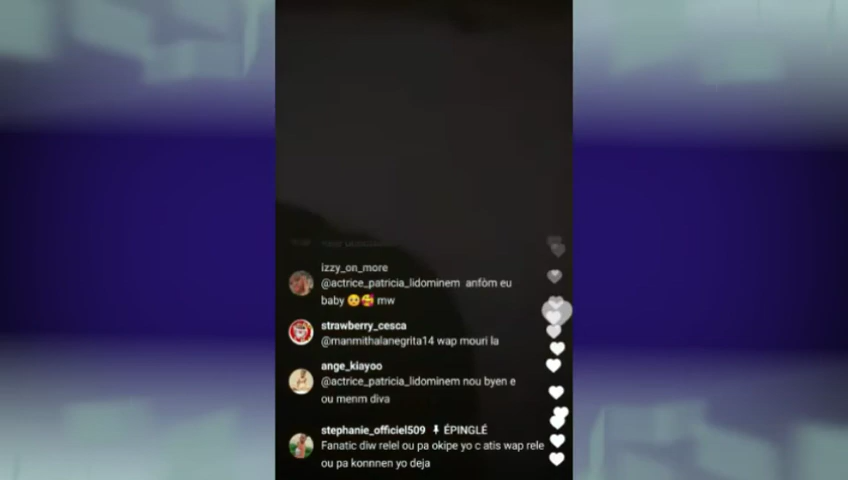 izzy_on_more
@actrice_patricia_lidominem anfòm eu
baby 🥺🥰 mw
strawberry_cesca
@manmithalanegrita14 wap mouri la
ange_kiayoo
@actrice_patricia_lidominem nou byen e
ou menm diva
stephanie_officiel509 📌 ÉPINGLÉ
Fanatic diw relel ou pa okipe yo c atis wap rele
ou pa konnnen yo deja